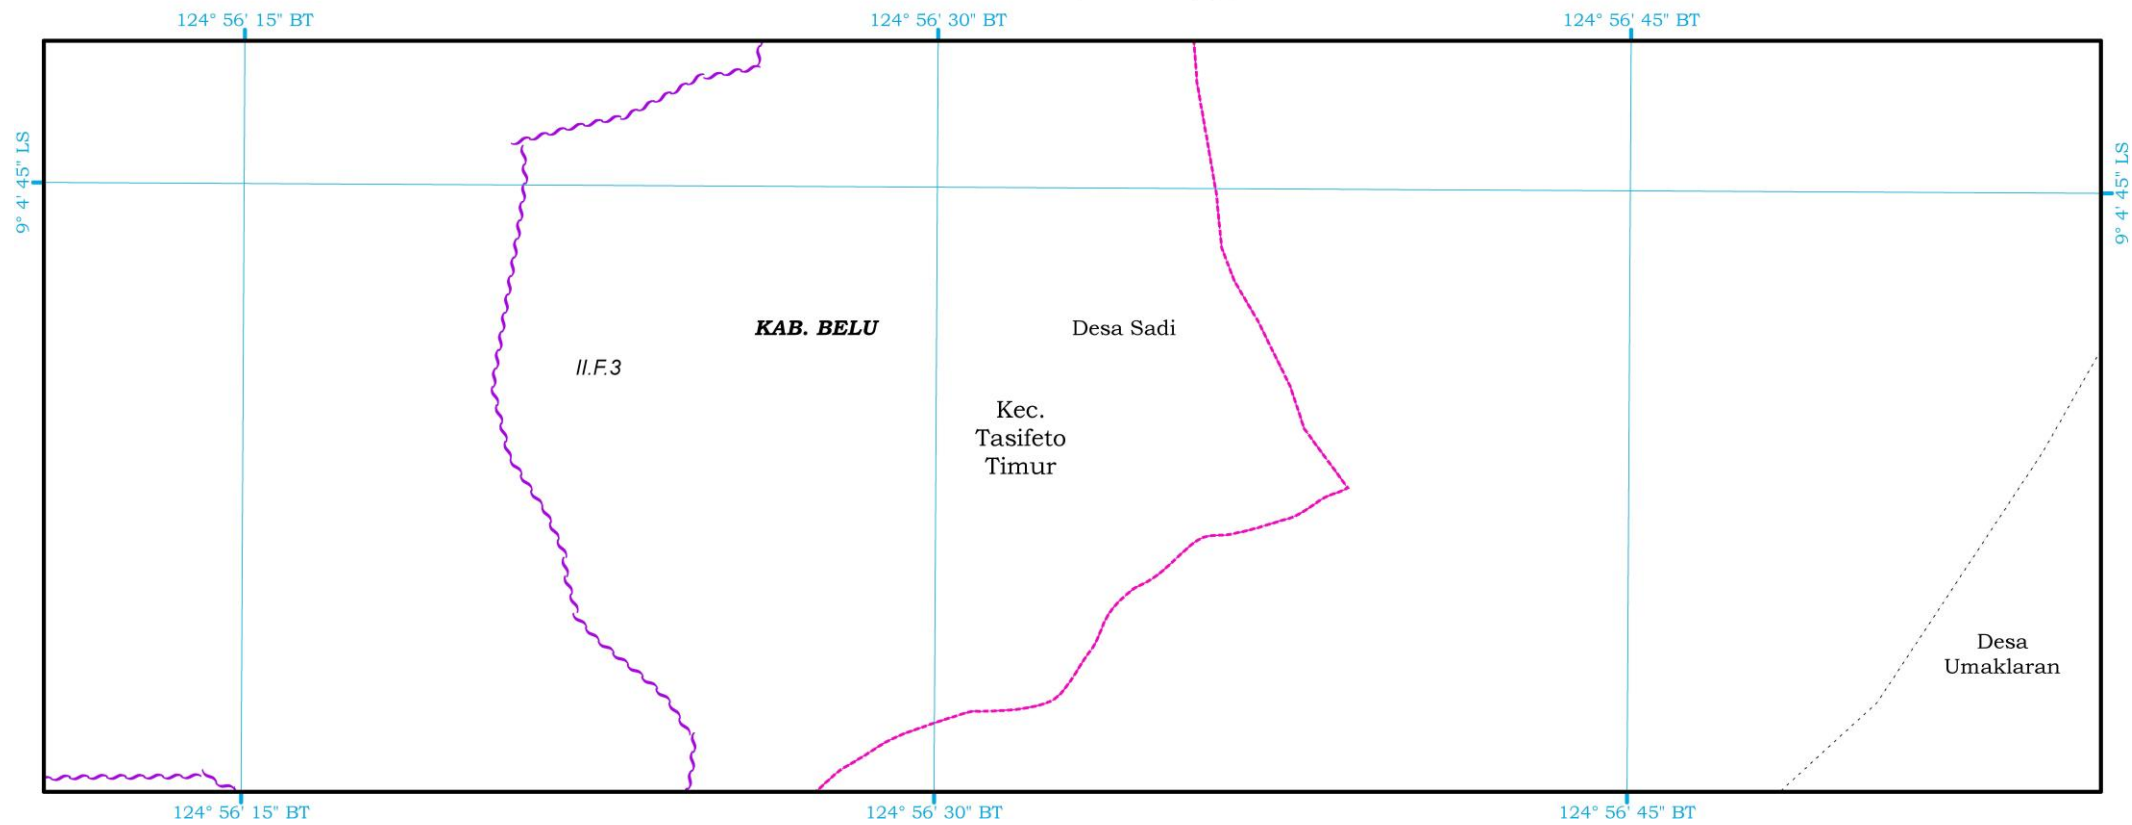 124° 56' 15" BT
124° 56' 30" BT
124° 56' 45" BT
9° 4' 45" LS
9° 4' 45" LS
KAB. BELU
Desa Sadi
II.F.3
Kec.
Tasifeto
Timur
Desa
Umaklaran
124° 56' 15" BT
124° 56' 30" BT
124° 56' 45" BT